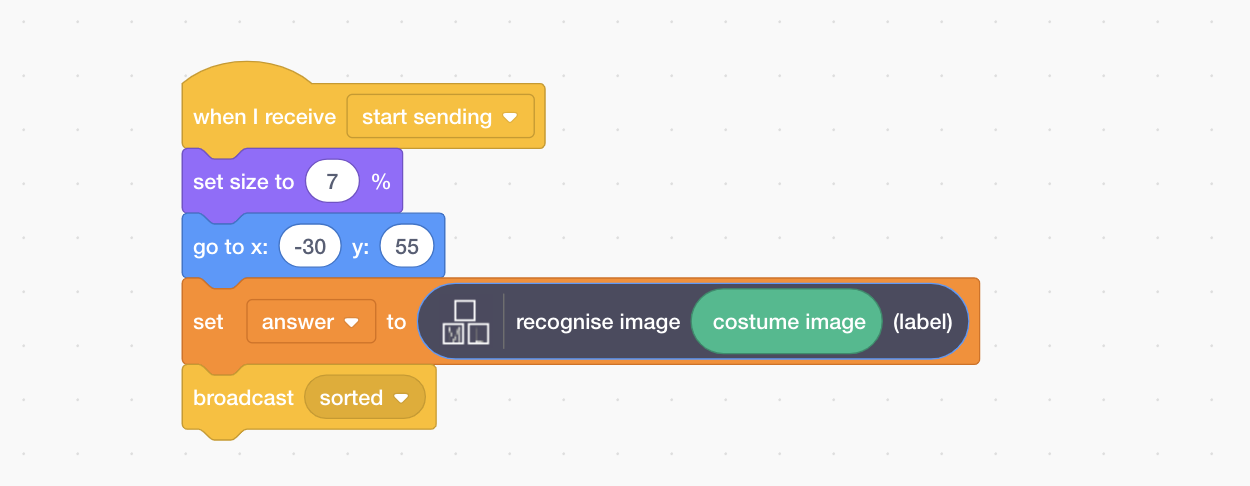 when I receive start sending
set size to 7 %
go to x: -30 y: 55
set answer to recognise image costume image (label)
broadcast sorted